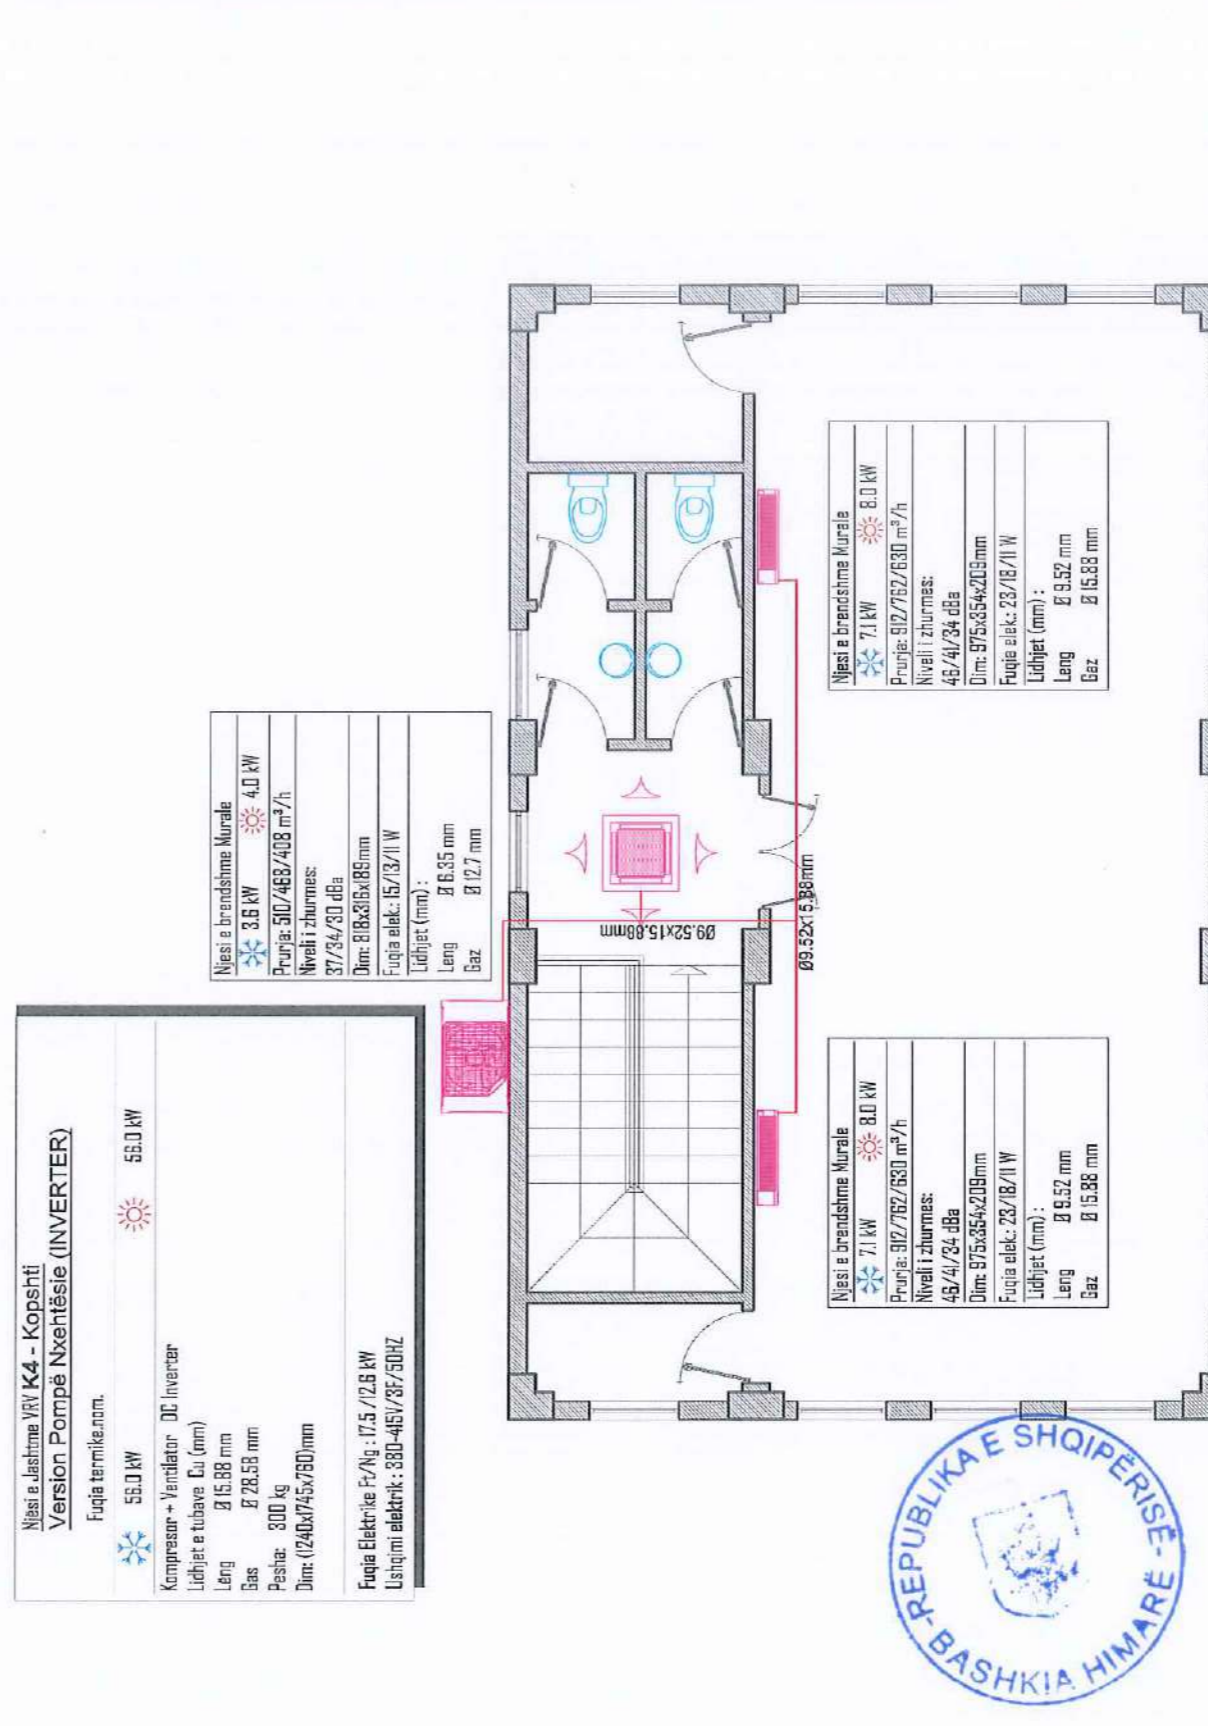 Njësi e Jashtme VRV K4 - Kopshti
Version Pompë Nxehtësie (INVERTER)
Fuqia termike.nom.
56.0 kW 56.0 kW
Kompresor + Ventilator DC Inverter
Lidhjet e tubave Cu (mm)
Lëng Ø 15.88 mm
Gas Ø 28.58 mm
Pesha: 300 kg
Dim: (1240x1745x760)mm
Fuqia Elektrike Ft/Ng : 17.5 /12.6 kW
Ushqimi elektrik : 380-415V/3F/50HZ
Njesi e brendshme Murale
3.6 kW 4.0 kW
Prurja: 510/468/408 m³/h
Niveli i zhurmes:
37/34/30 dBa
Dim: 818x316x189mm
Fuqia elek.: 15/13/11 W
Lidhjet (mm) :
Leng Ø 6.35 mm
Gaz Ø 12.7 mm
Ø9.52x15.88mm
Ø9.52x15.88mm
Njesi e brendshme Murale
7.1 kW 8.0 kW
Prurja: 912/762/630 m³/h
Niveli i zhurmes:
46/41/34 dBa
Dim: 975x354x209mm
Fuqia elek.: 23/18/11 W
Lidhjet (mm) :
Leng Ø 9.52 mm
Gaz Ø 15.88 mm
Njesi e brendshme Murale
7.1 kW 8.0 kW
Prurja: 912/762/630 m³/h
Niveli i zhurmes:
46/41/34 dBa
Dim: 975x354x209mm
Fuqia elek.: 23/18/11 W
Lidhjet (mm) :
Leng Ø 9.52 mm
Gaz Ø 15.88 mm
REPUBLIKA E SHQIPËRISË
BASHKIA HIMARË